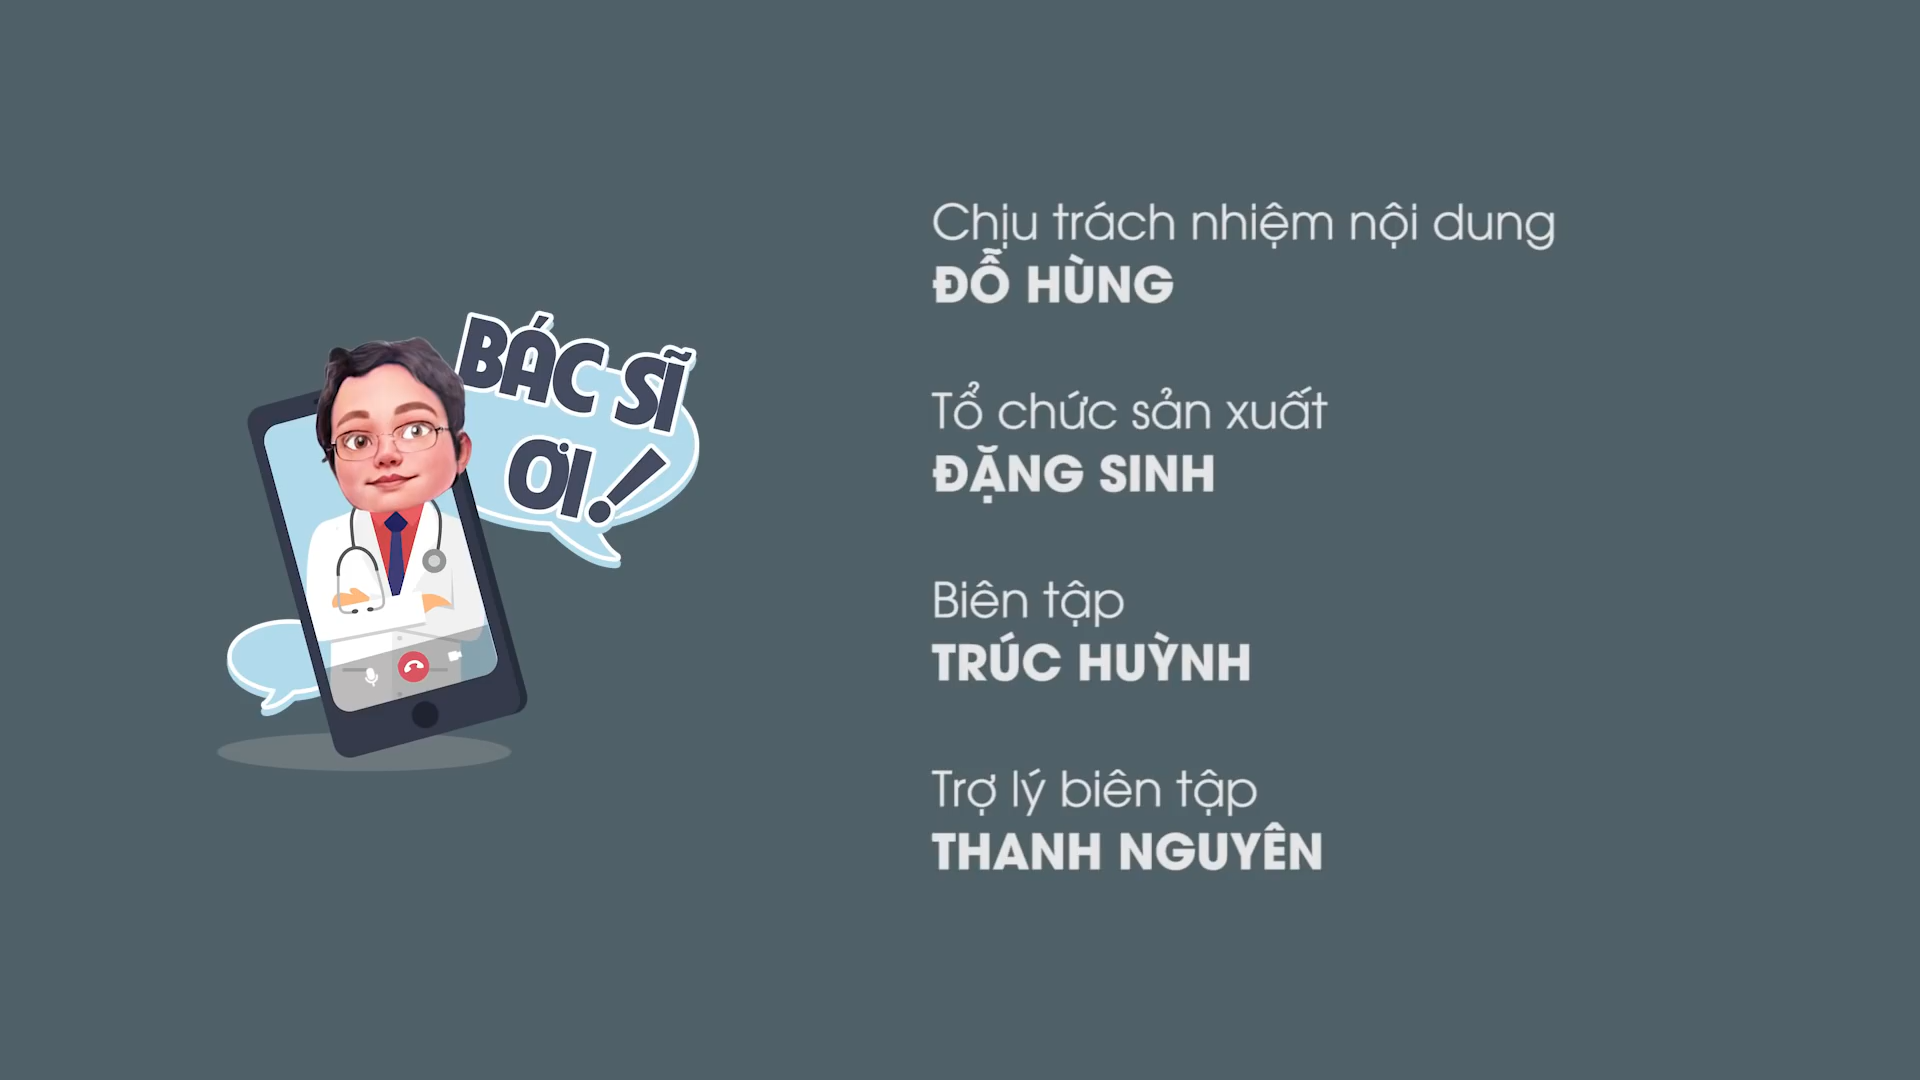 BÁC SĨ
ƠI!
Chịu trách nhiệm nội dung
ĐỖ HÙNG
Tổ chức sản xuất
ĐẶNG SINH
Biên tập
TRÚC HUỲNH
Trợ lý biên tập
THANH NGUYÊN